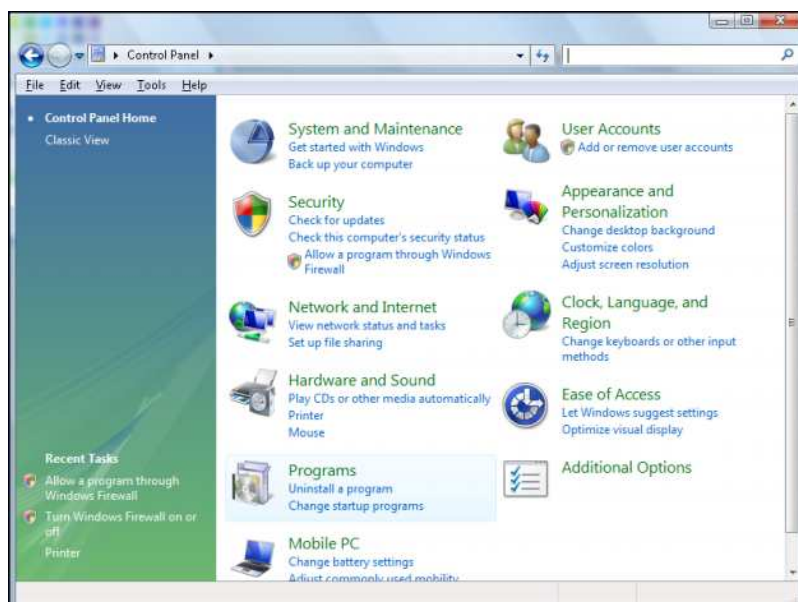 Control Panel
File Edit View Tools Help
Control Panel Home
Classic View
Recent Tasks
Allow a program through
Windows Firewall
Turn Windows Firewall on or
off
Printer
System and Maintenance
Get started with Windows
Back up your computer
Security
Check for updates
Check this computer's security status
Allow a program through Windows
Firewall
Network and Internet
View network status and tasks
Set up file sharing
Hardware and Sound
Play CDs or other media automatically
Printer
Mouse
Programs
Uninstall a program
Change startup programs
Mobile PC
Change battery settings
Adjust commonly used mobility
User Accounts
Add or remove user accounts
Appearance and
Personalization
Change desktop background
Customize colors
Adjust screen resolution
Clock, Language, and
Region
Change keyboards or other input
methods
Ease of Access
Let Windows suggest settings
Optimize visual display
Additional Options